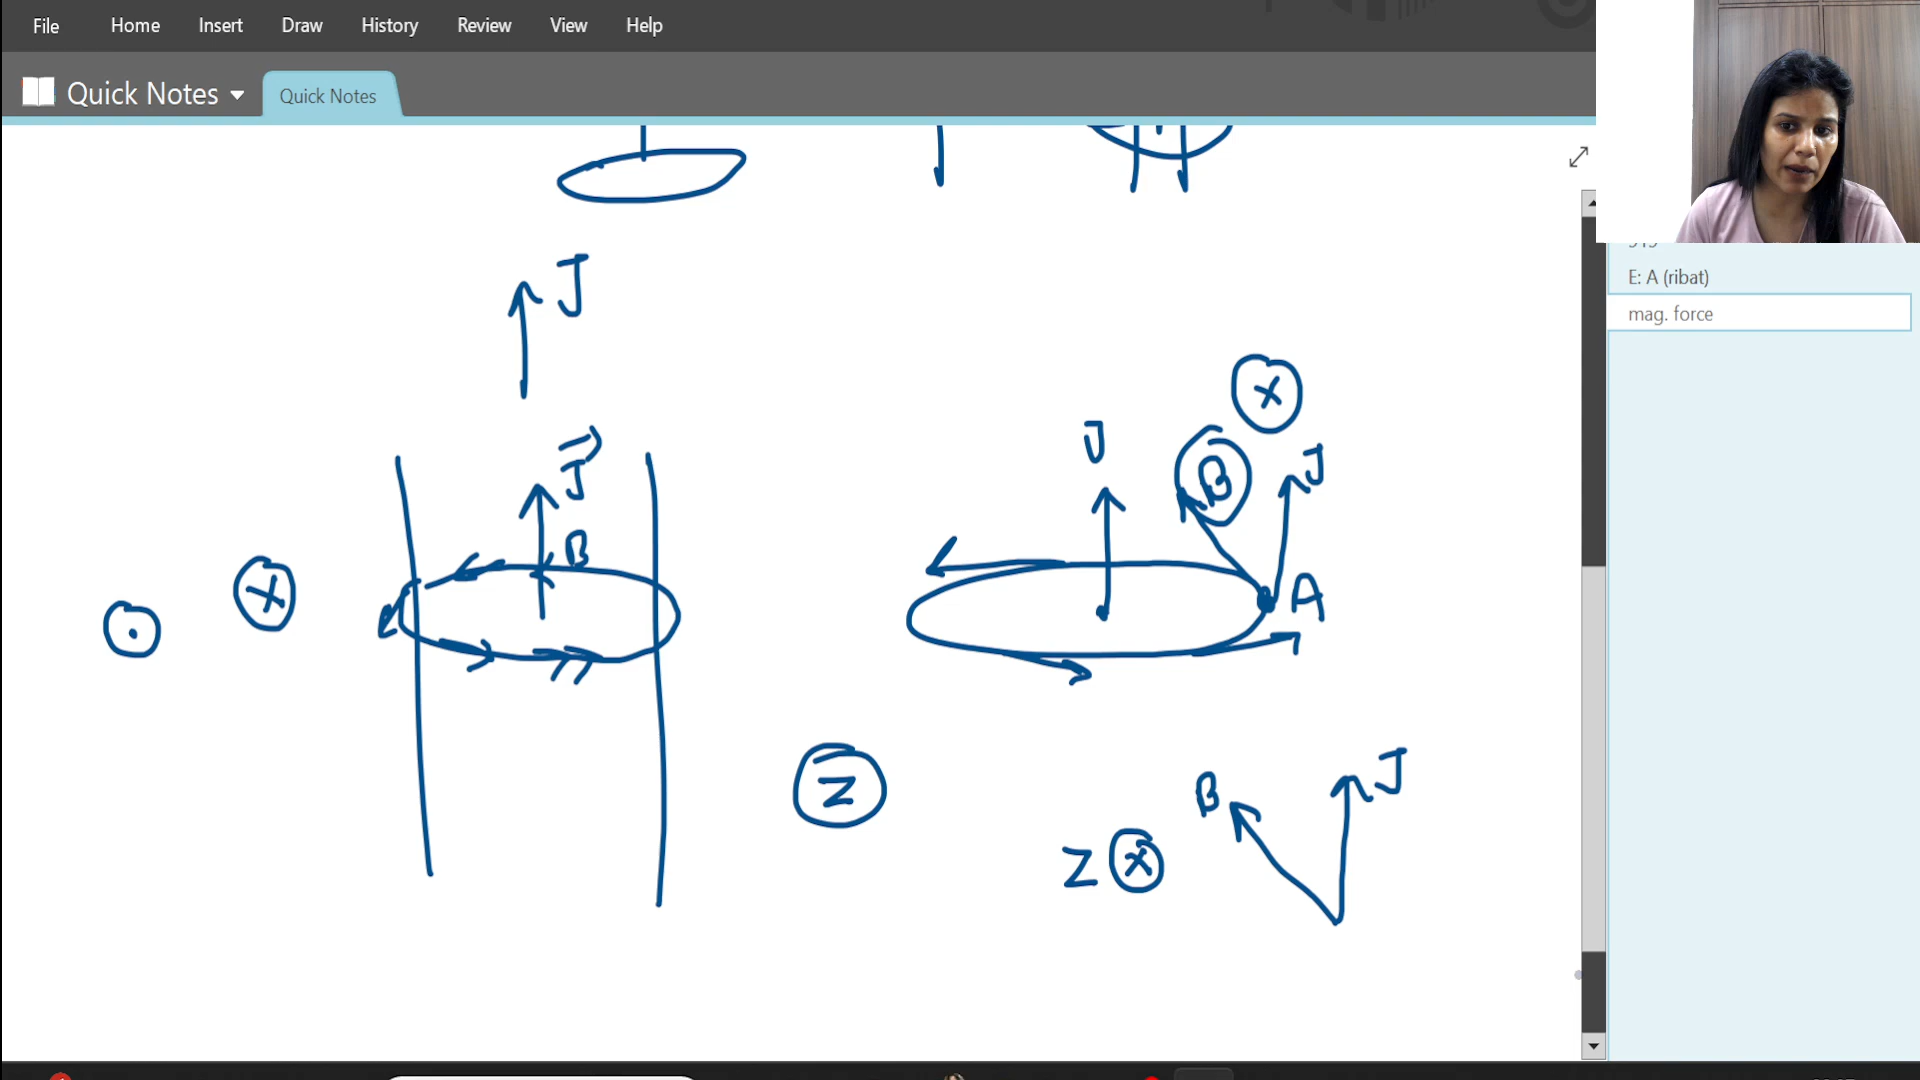 File Home Insert Draw History Review View Help
Quick Notes Quick Notes
E: A (ribat)
mag. force
J
X
J
J
J
B
B
X
A
Z
B
J
Z X